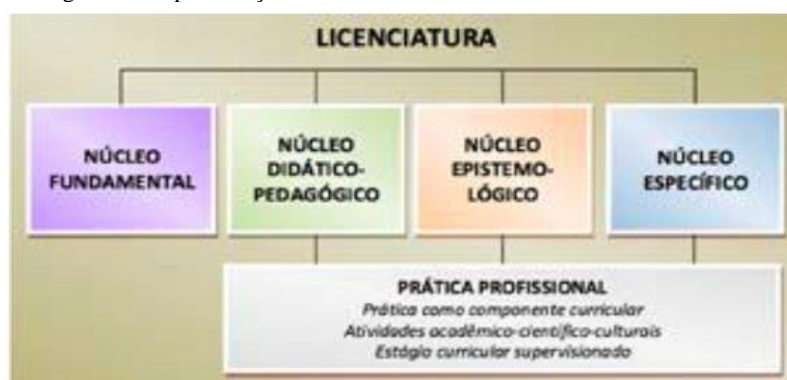 LICENCIATURA
NÚCLEO
FUNDAMENTAL
NÚCLEO
DIDÁTICO-
PEDAGÓGICO
NÚCLEO
EPISTEMO-
LÓGICO
NÚCLEO
ESPECÍFICO
PRÁTICA PROFISSIONAL
Prática como componente curricular
Atividades acadêmico-científico-culturais
Estágio curricular supervisionado